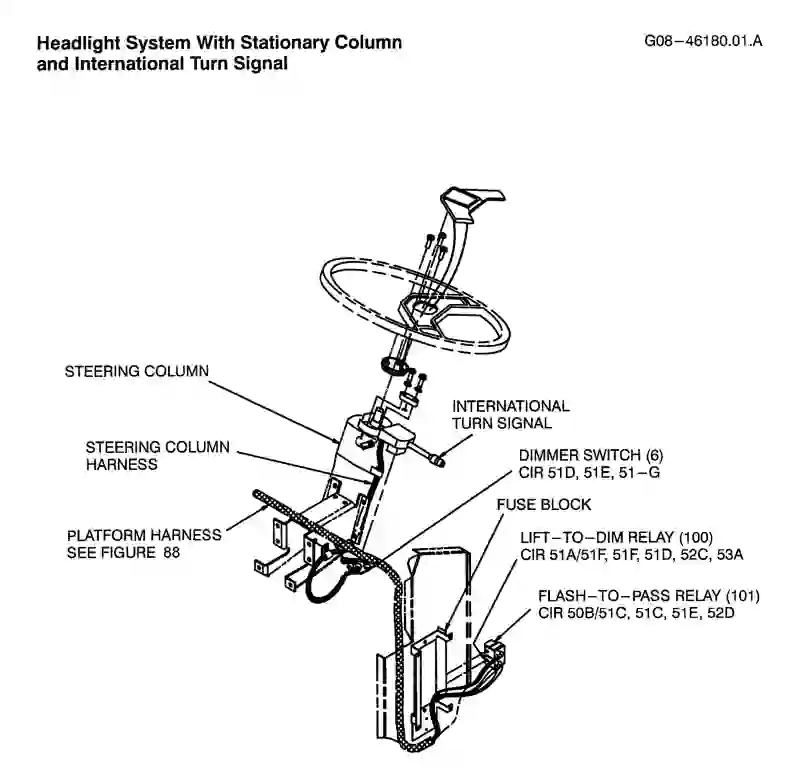 Headlight System With Stationary Column
and International Turn Signal
G08-46180.01.A
STEERING COLUMN
INTERNATIONAL
TURN SIGNAL
STEERING COLUMN
HARNESS
DIMMER SWITCH (6)
CIR 51D, 51E, 51-G
FUSE BLOCK
PLATFORM HARNESS
SEE FIGURE 88
LIFT-TO-DIM RELAY (100)
CIR 51A/51F, 51F, 51D, 52C, 53A
FLASH-TO-PASS RELAY (101)
CIR 50B/51C, 51C, 51E, 52D